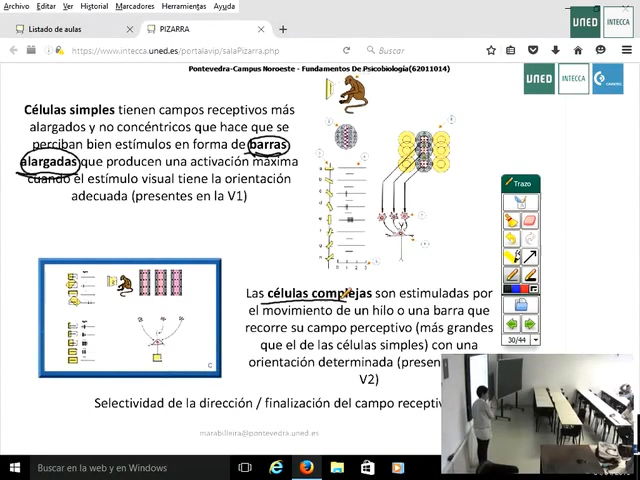 Archivo Editar Ver Historial Marcadores Herramientas Ayuda
Listado de aulas
PIZARRA
https://www.intecca.uned.es/portalavip/salaPizarra.php
Buscar
UNED INTECCA
Pontevedra-Campus Noroeste - Fundamentos De Psicobiología(62011014)
UNED INTECCA
Células simples tienen campos receptivos más
alargados y no concéntricos que hace que se
perciban bien estímulos en forma de barras
alargadas que producen una activación máxima
cuando el estímulo visual tiene la orientación
adecuada (presentes en la V1)
Trazo
30/44
Las células complejas son estimuladas por
el movimiento de un hilo o una barra que
recorre su campo perceptivo (más grandes
que el de las células simples) con una
orientación determinada (presen
V2)
Selectividad de la dirección / finalización del campo recepti
marabilleira@pontevedra.uned.es
Buscar en la web y en Windows